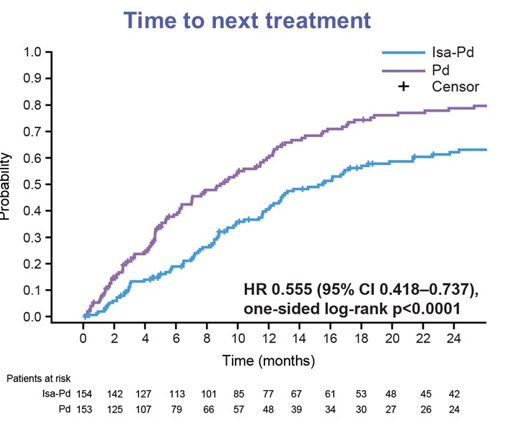 Time to next treatment
Isa-Pd
Pd
+ Censor
Probability
1.0
0.9
0.8
0.7
0.6
0.5
0.4
0.3
0.2
0.1
0.0
HR 0.555 (95% CI 0.418–0.737),
one-sided log-rank p<0.0001
0 2 4 6 8 10 12 14 16 18 20 22 24
Time (months)
Patients at risk
Isa-Pd 154 142 127 113 101 85 77 67 61 53 48 45 42
Pd 153 125 107 79 66 57 48 39 34 30 27 26 24